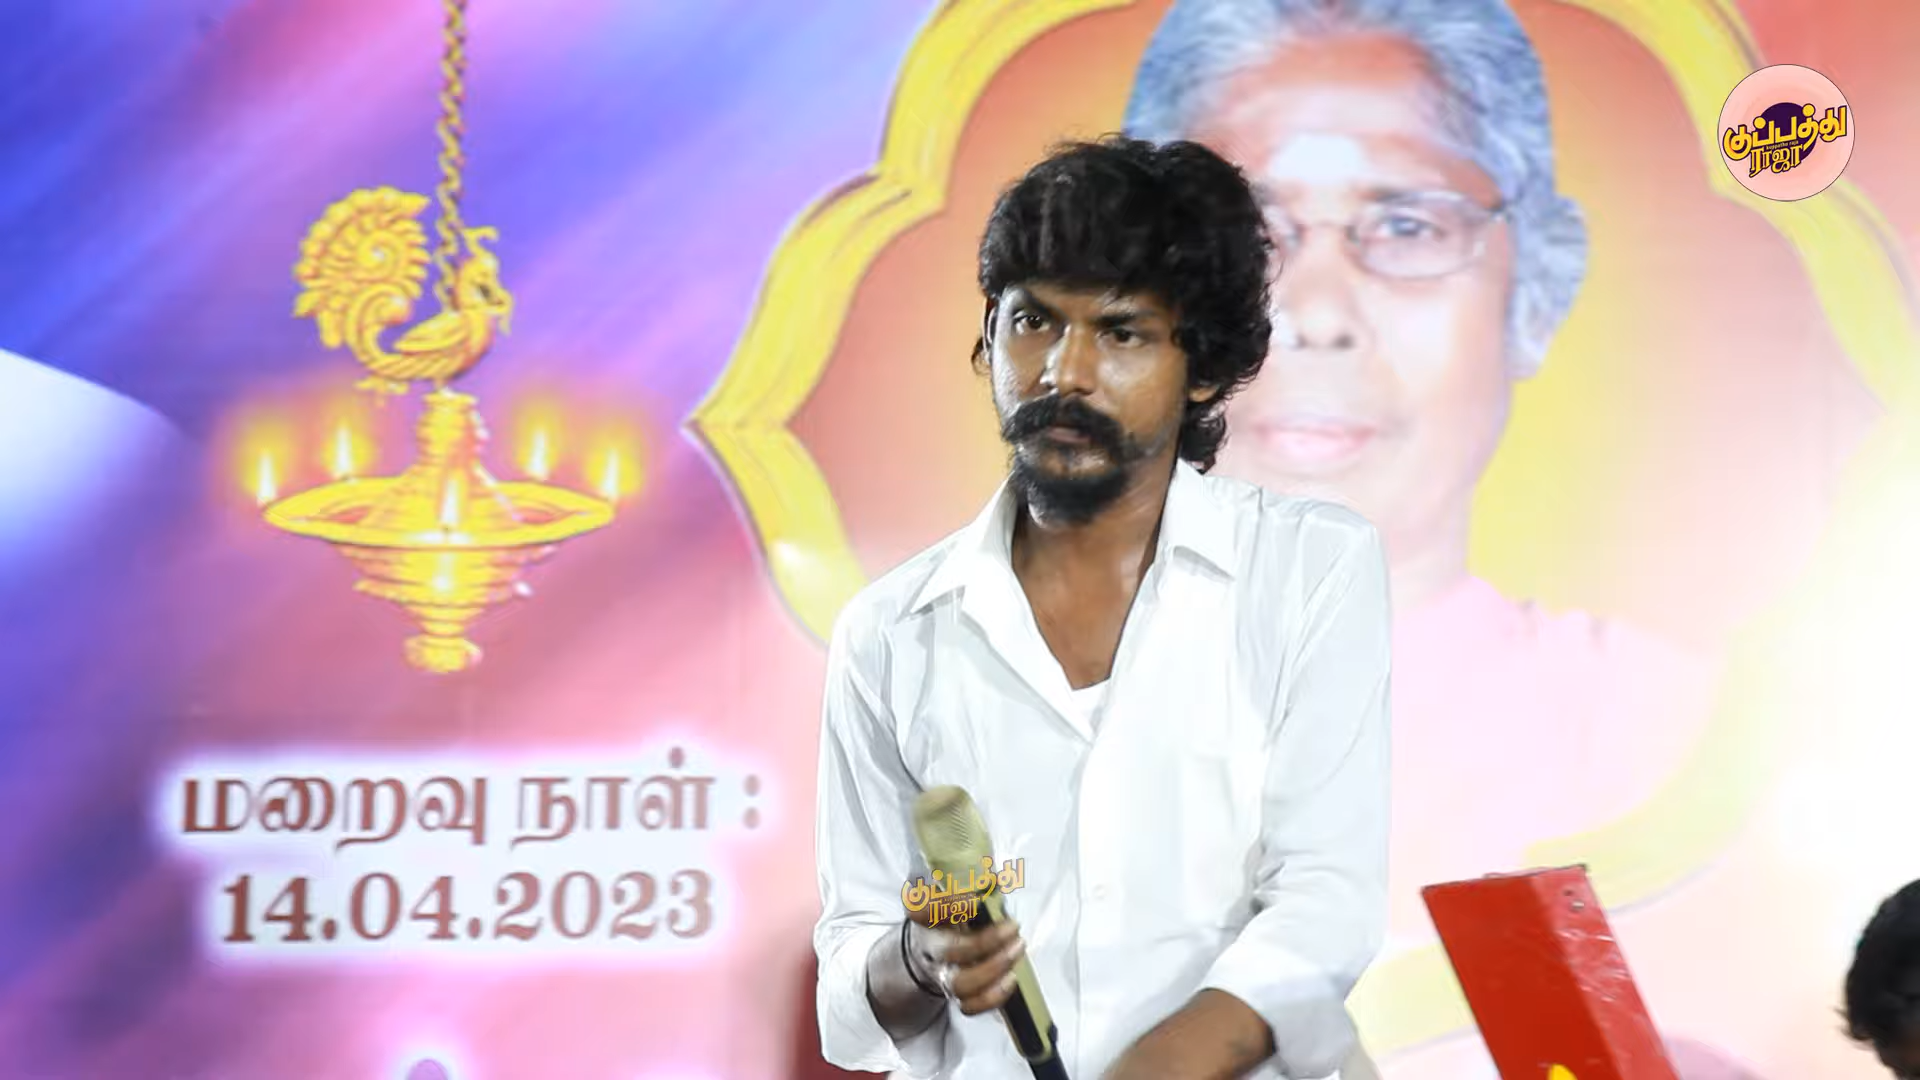 குப்பத்து
ராஜா
மறைவு நாள் :
14.04.2023
குப்பத்து
ராஜா